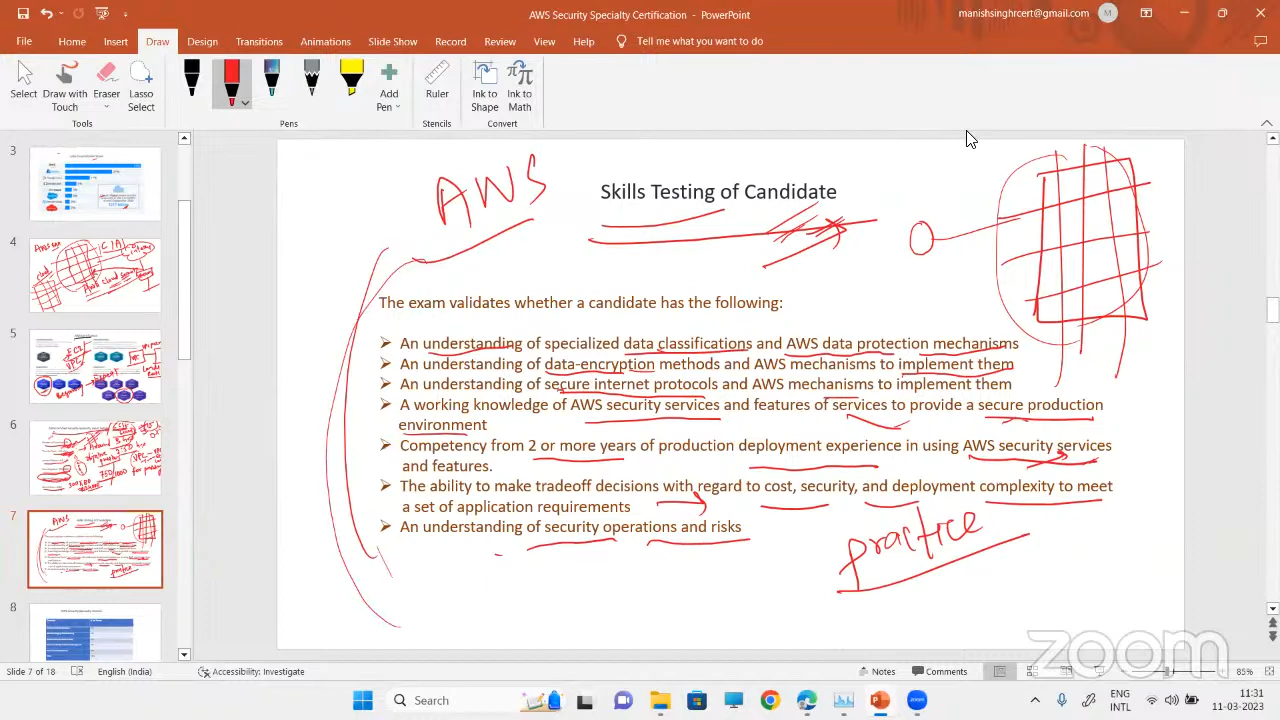 AWS Security Specialty Certification - PowerPoint
manishsinghrcert@gmail.com
M
File Home Insert Draw Design Transitions Animations Slide Show Record Review View Help Tell me what you want to do
Select
Draw with Touch
Eraser
Lasso Select
Add Pen
Ruler
Ink to Shape
Ink to Math
Tools
Pens
Stencils
Convert
3
4
5
7
8
AWS
Skills Testing of Candidate
The exam validates whether a candidate has the following:
➢ An understanding of specialized data classifications and AWS data protection mechanisms
➢ An understanding of data-encryption methods and AWS mechanisms to implement them
➢ An understanding of secure internet protocols and AWS mechanisms to implement them
➢ A working knowledge of AWS security services and features of services to provide a secure production
environment
➢ Competency from 2 or more years of production deployment experience in using AWS security services
and features.
➢ The ability to make tradeoff decisions with regard to cost, security, and deployment complexity to meet
a set of application requirements
➢ An understanding of security operations and risks
practice
zoom
Slide 7 of 18
English (India)
Accessibility: Investigate
Notes
Comments
85%
Search
ENG
INTL
11:31
11-03-2023